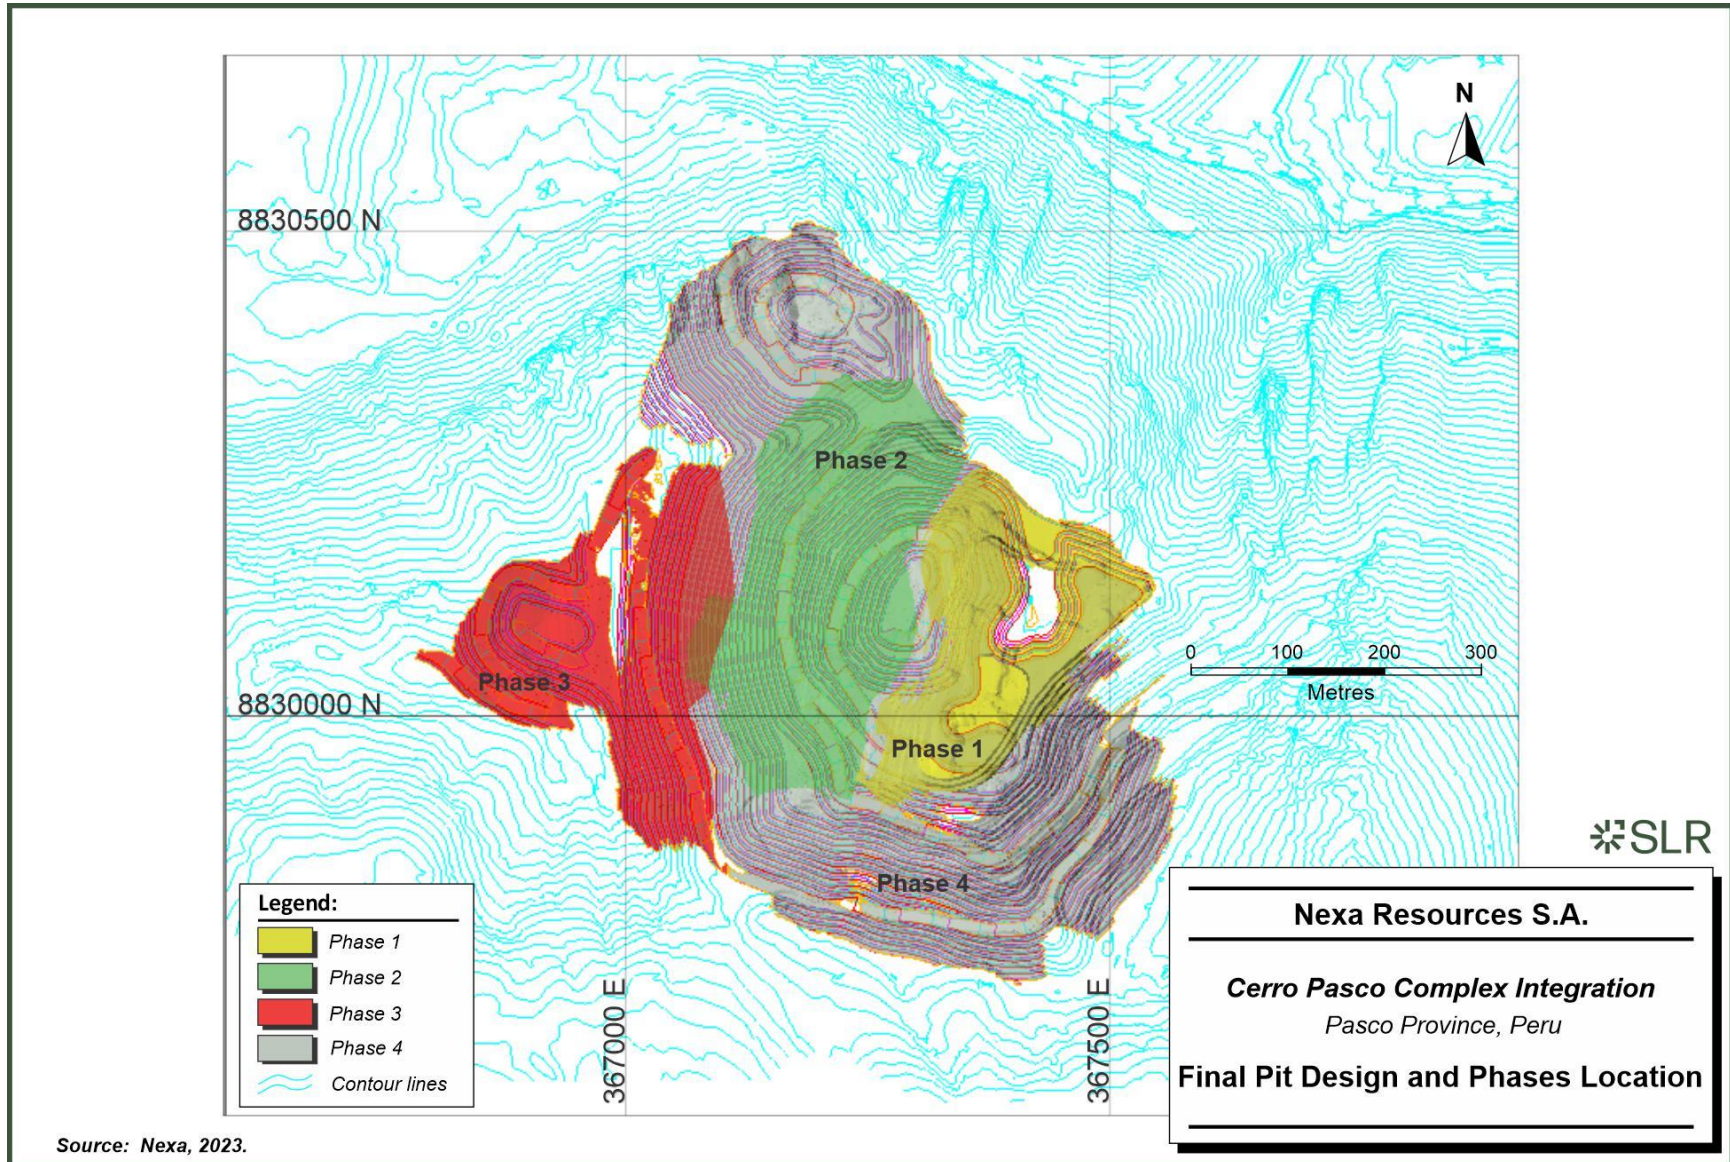 N
8830500 N
Phase 2
0 100 200 300
Metres
Phase 3
8830000 N
Phase 1
Phase 4
367000 E
367500 E
Legend:
Phase 1
Phase 2
Phase 3
Phase 4
Contour lines
SLR
Nexa Resources S.A.
Cerro Pasco Complex Integration
Pasco Province, Peru
Final Pit Design and Phases Location
Source: Nexa, 2023.